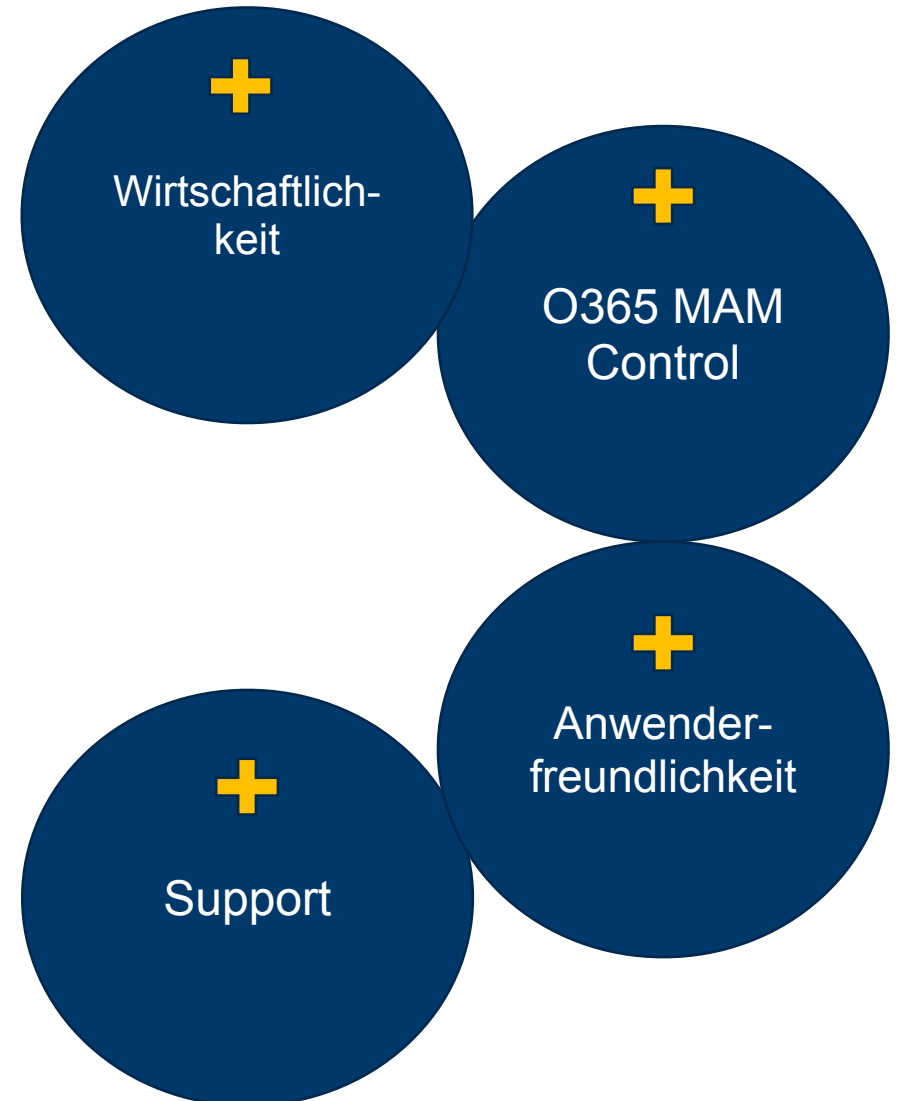 Wirtschaftlich-
keit
O365 MAM
Control
Anwender-
freundlichkeit
Support